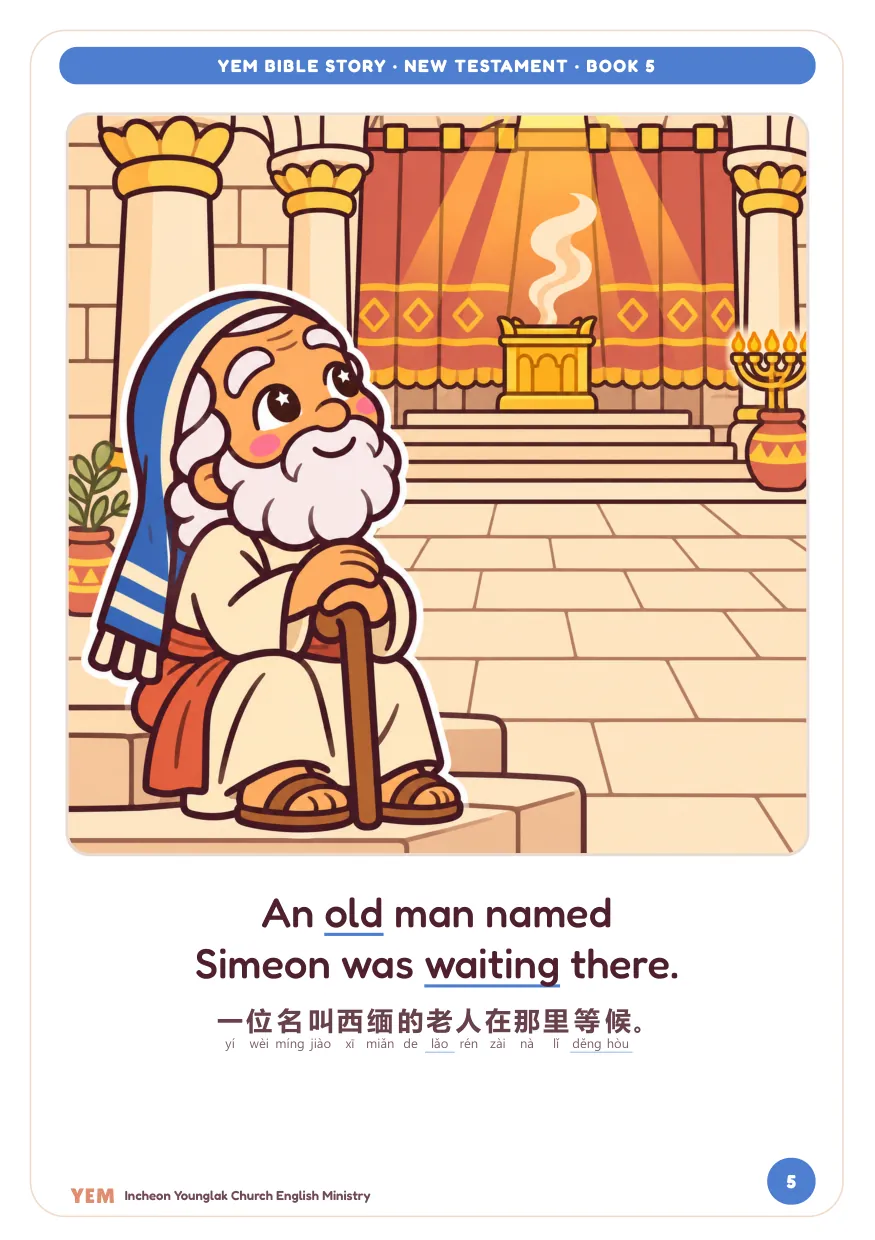 YEM BIBLE STORY · NEW TESTAMENT · BOOK 5
An old man named
Simeon was waiting there.
一位名叫西缅的老人在那里等候。
yí wèi míng jiào xī miǎn de lǎo rén zài nà lǐ děng hòu
YEM Incheon Younglak Church English Ministry
5